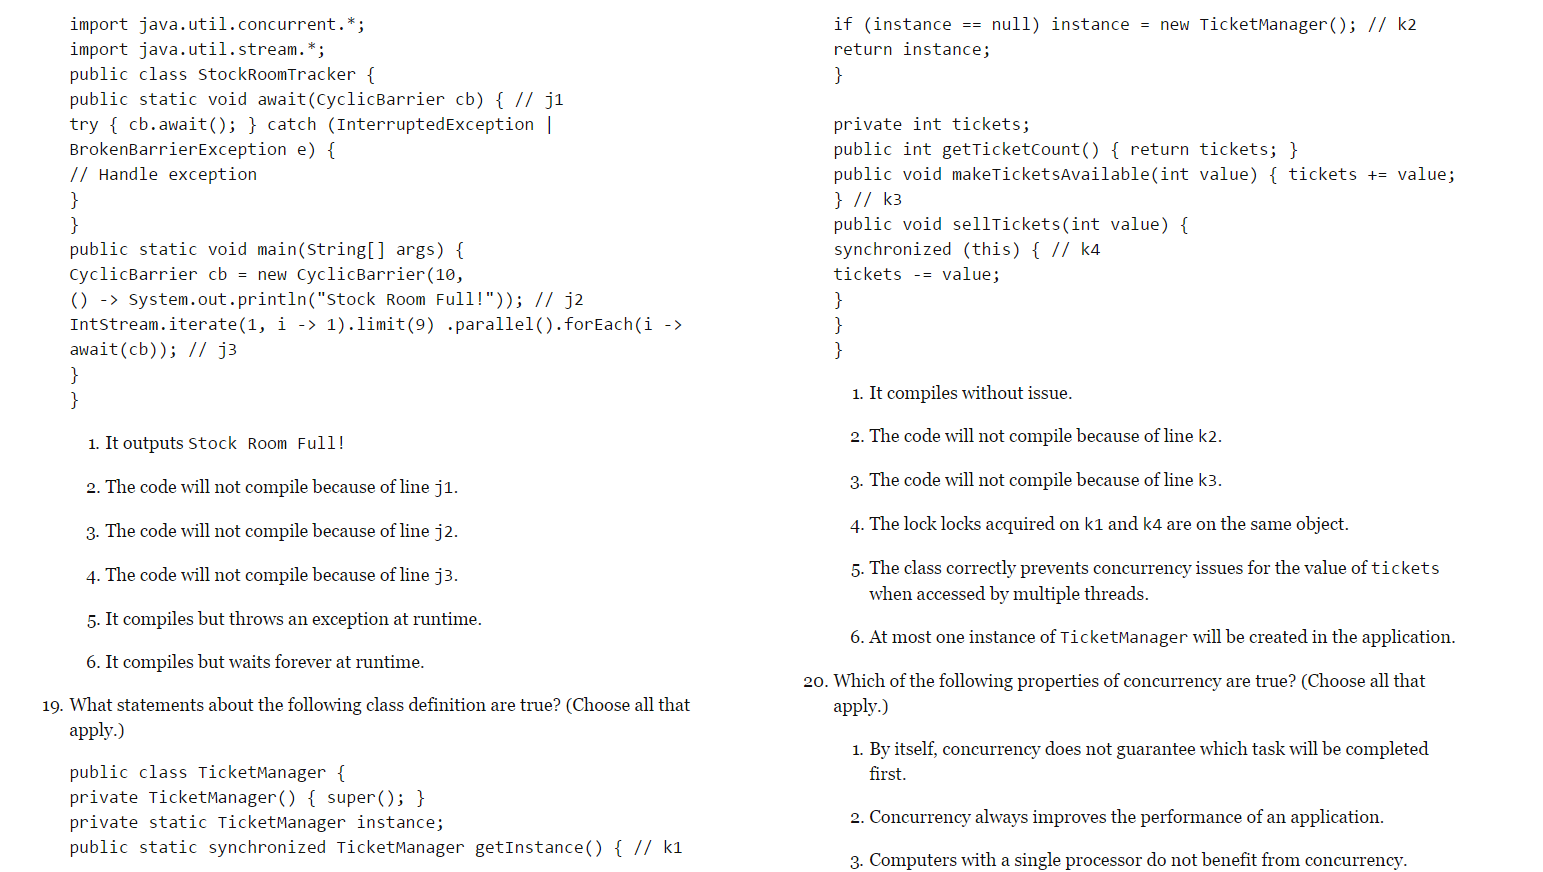 import java.util.concurrent.*;
import java.util.stream.*;
public class StockRoomTracker {
public static void await(CyclicBarrier cb) { // j1
try { cb.await(); } catch (InterruptedException |
BrokenBarrierException e) {
// Handle exception
}
}
public static void main(String[] args) {
CyclicBarrier cb = new CyclicBarrier(10,
() -> System.out.println("Stock Room Full!")); // j2
IntStream.iterate(1, i -> 1).limit(9) .parallel().forEach(i ->
await(cb)); // j3
}
}
1. It outputs Stock Room Full!
2. The code will not compile because of line j1.
3. The code will not compile because of line j2.
4. The code will not compile because of line j3.
5. It compiles but throws an exception at runtime.
6. It compiles but waits forever at runtime.
19. What statements about the following class definition are true? (Choose all that
apply.)
public class TicketManager {
private TicketManager() { super(); }
private static TicketManager instance;
public static synchronized TicketManager getInstance() { // k1
if (instance == null) instance = new TicketManager(); // k2
return instance;
}
private int tickets;
public int getTicketCount() { return tickets; }
public void makeTicketsAvailable(int value) { tickets += value;
} // k3
public void sellTickets(int value) {
synchronized (this) { // k4
tickets -= value;
}
}
}
1. It compiles without issue.
2. The code will not compile because of line k2.
3. The code will not compile because of line k3.
4. The lock locks acquired on k1 and k4 are on the same object.
5. The class correctly prevents concurrency issues for the value of tickets
when accessed by multiple threads.
6. At most one instance of TicketManager will be created in the application.
20. Which of the following properties of concurrency are true? (Choose all that
apply.)
1. By itself, concurrency does not guarantee which task will be completed
first.
2. Concurrency always improves the performance of an application.
3. Computers with a single processor do not benefit from concurrency.